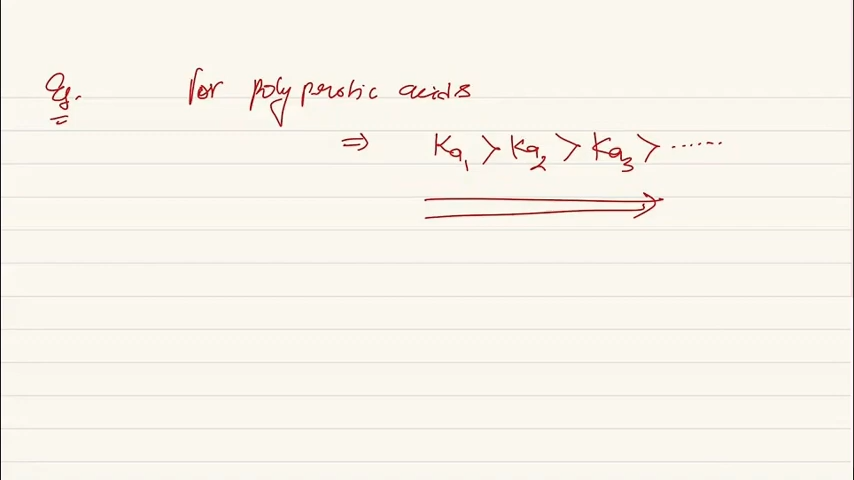 Eg. for polyprotic acids
⇒ Ka₁ > Ka₂ > Ka₃ > ......